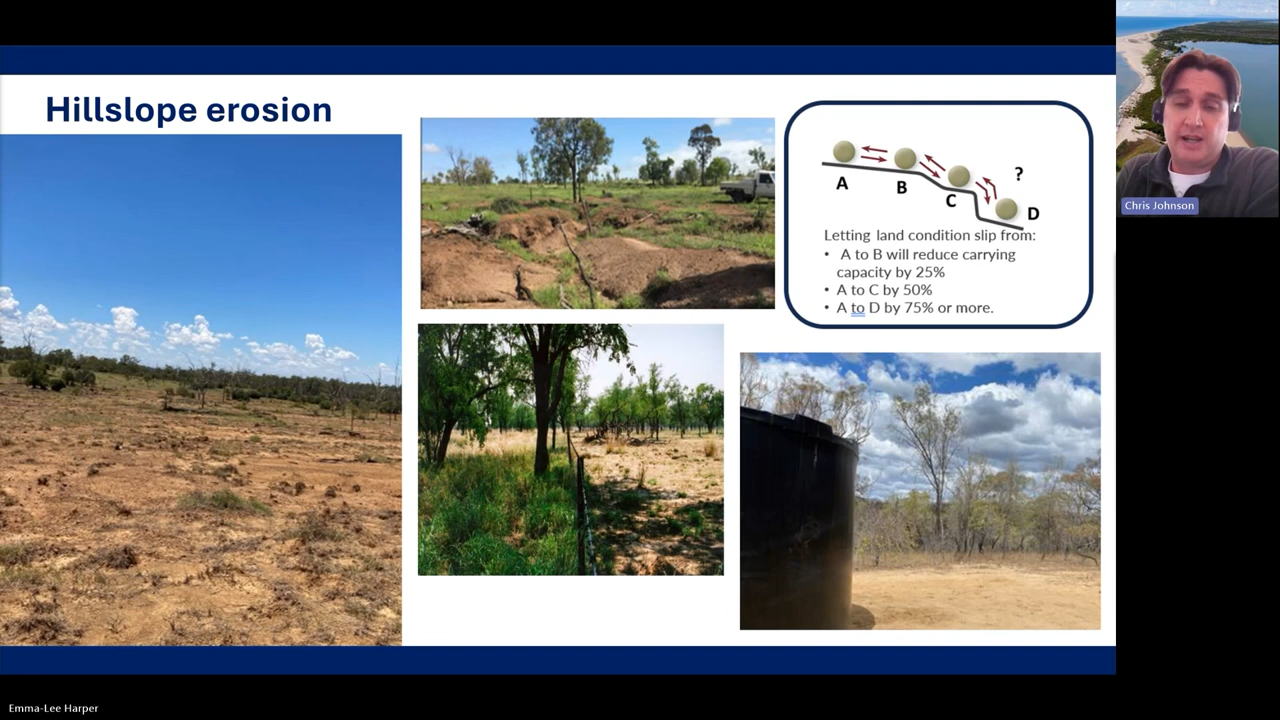 Hillslope erosion
A
B
C
?
D
Letting land condition slip from:
• A to B will reduce carrying
capacity by 25%
• A to C by 50%
• A to D by 75% or more.
Chris Johnson
Emma-Lee Harper